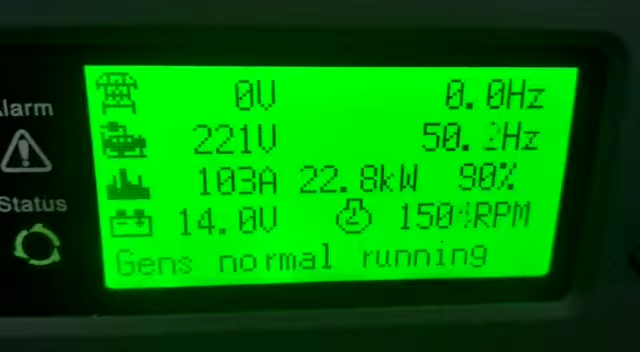 Alarm
0V 0.0Hz
221V 50.2Hz
103A 22.8kW 90%
Status
14.0V 1504RPM
Gens normal running